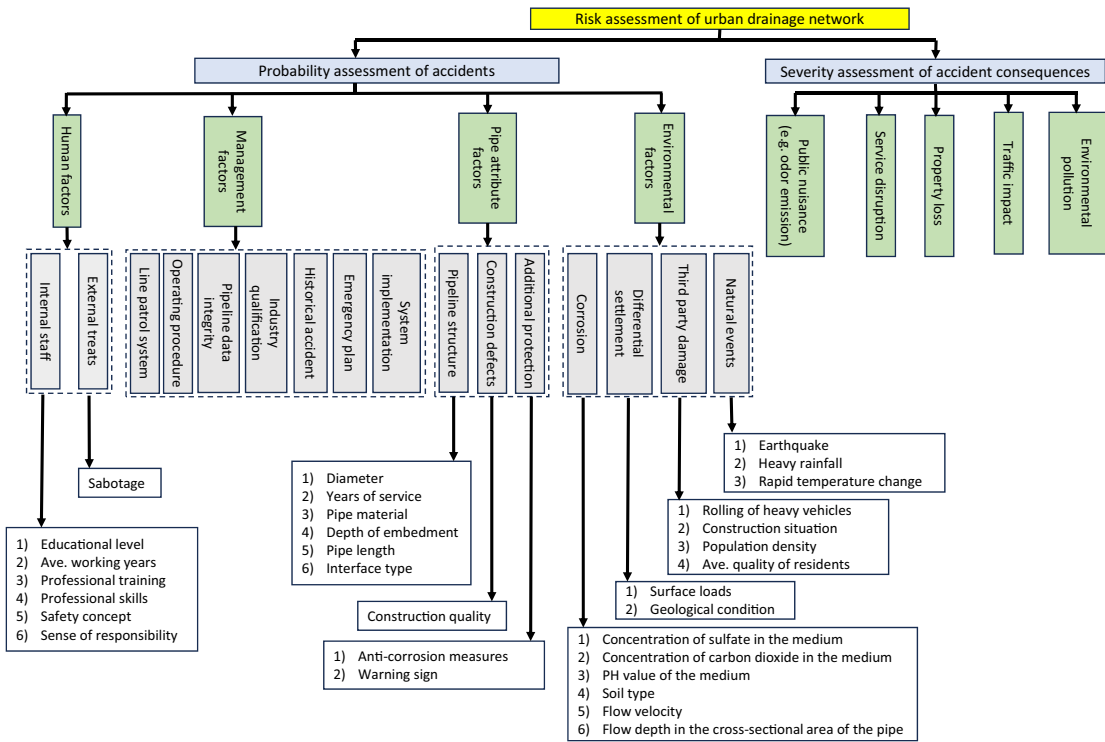 Risk assessment of urban drainage network
Probability assessment of accidents
Severity assessment of accident consequences
Human factors
Management
factors
Pipe attribute
factors
Environmental
factors
Public nuisance
(e.g. odor emission)
Service disruption
Property loss
Traffic impact
Environmental
pollution
Internal staff
External treats
Line patrol system
Operating procedure
Pipeline data
integrity
Industry
qualification
Historical accident
Emergency plan
System
implementation
Pipeline structure
Construction defects
Additional protection
Corrosion
Differential
settlement
Third party damage
Natural events
Sabotage
1) Educational level
2) Ave. working years
3) Professional training
4) Professional skills
5) Safety concept
6) Sense of responsibility
1) Diameter
2) Years of service
3) Pipe material
4) Depth of embedment
5) Pipe length
6) Interface type
Construction quality
1) Anti-corrosion measures
2) Warning sign
1) Earthquake
2) Heavy rainfall
3) Rapid temperature change
1) Rolling of heavy vehicles
2) Construction situation
3) Population density
4) Ave. quality of residents
1) Surface loads
2) Geological condition
1) Concentration of sulfate in the medium
2) Concentration of carbon dioxide in the medium
3) PH value of the medium
4) Soil type
5) Flow velocity
6) Flow depth in the cross-sectional area of the pipe